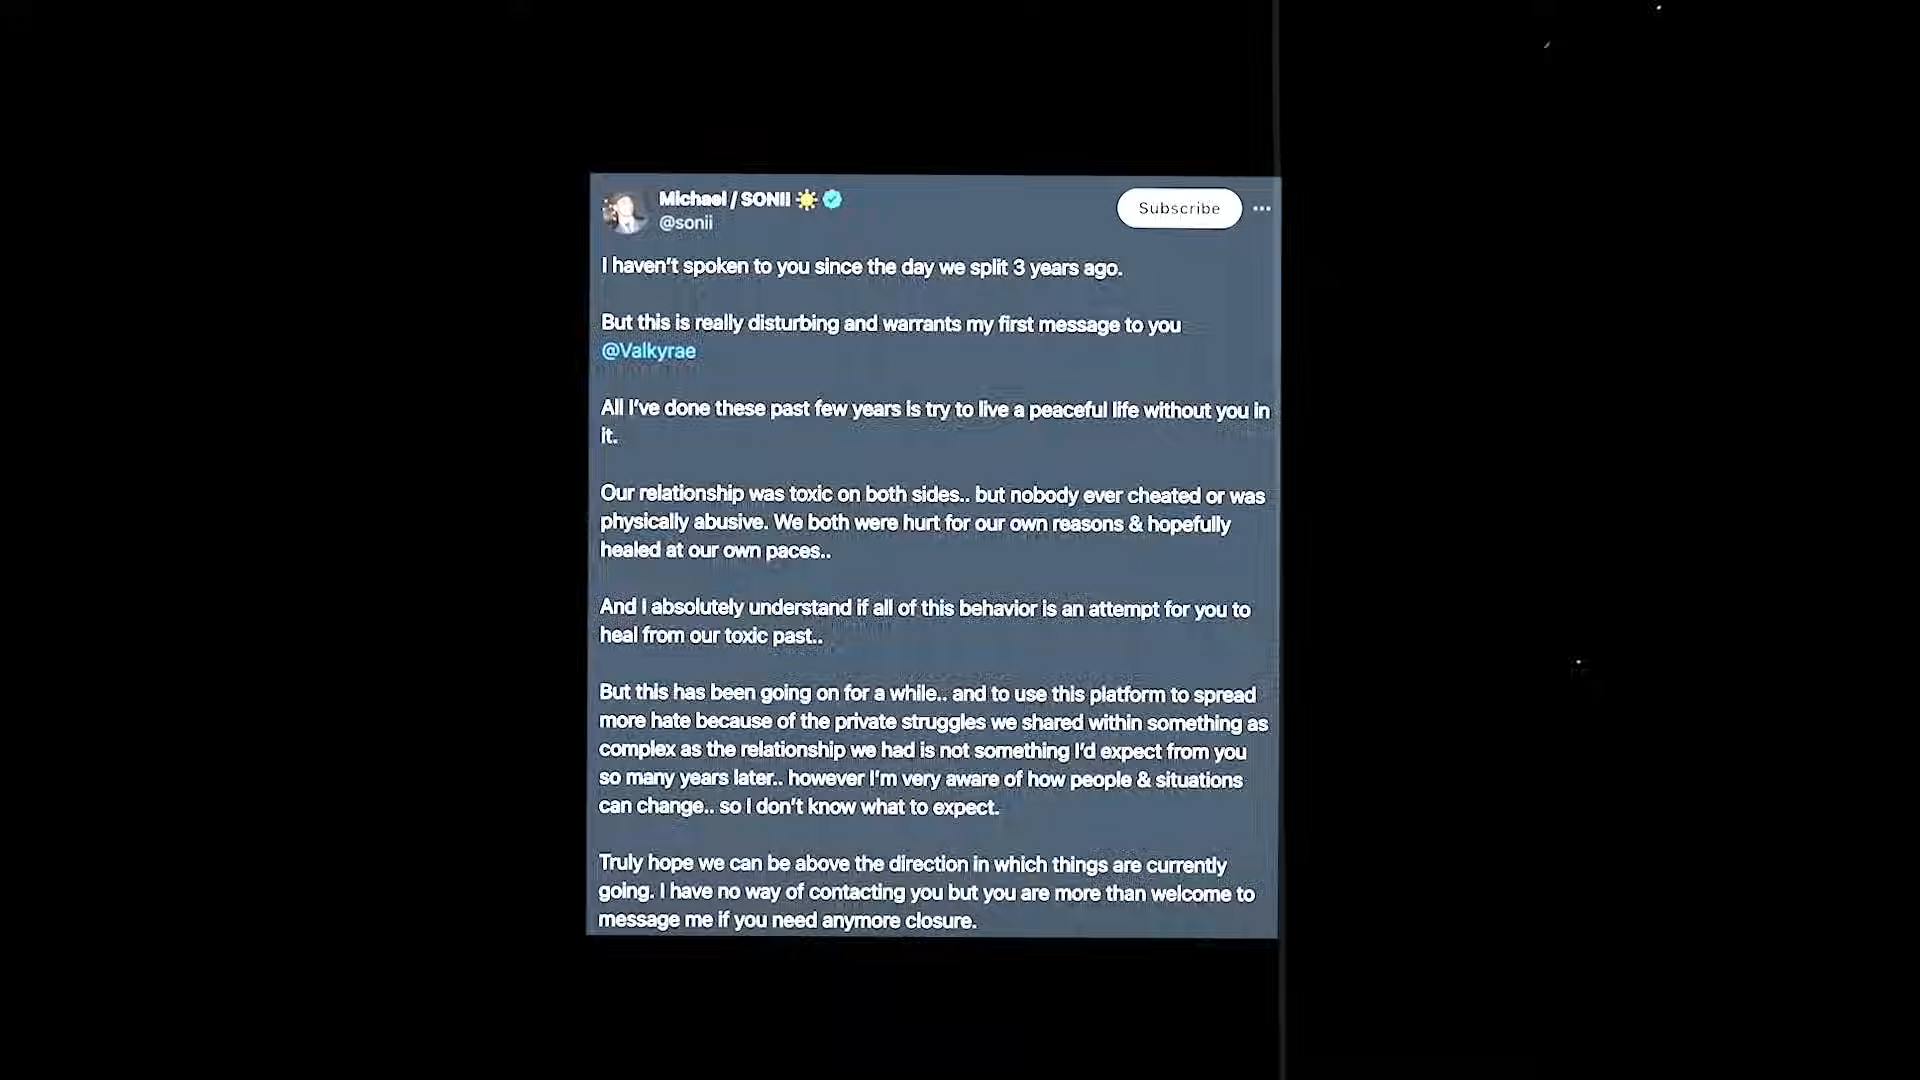 Michael / SONII ☀️
@sonii
Subscribe
I haven't spoken to you since the day we split 3 years ago.
But this is really disturbing and warrants my first message to you
@Valkyrae
All I've done these past few years is try to live a peaceful life without you in
it.
Our relationship was toxic on both sides.. but nobody ever cheated or was
physically abusive. We both were hurt for our own reasons & hopefully
healed at our own paces..
And I absolutely understand if all of this behavior is an attempt for you to
heal from our toxic past..
But this has been going on for a while.. and to use this platform to spread
more hate because of the private struggles we shared within something as
complex as the relationship we had is not something I'd expect from you
so many years later.. however I'm very aware of how people & situations
can change.. so I don't know what to expect.
Truly hope we can be above the direction in which things are currently
going. I have no way of contacting you but you are more than welcome to
message me if you need anymore closure.